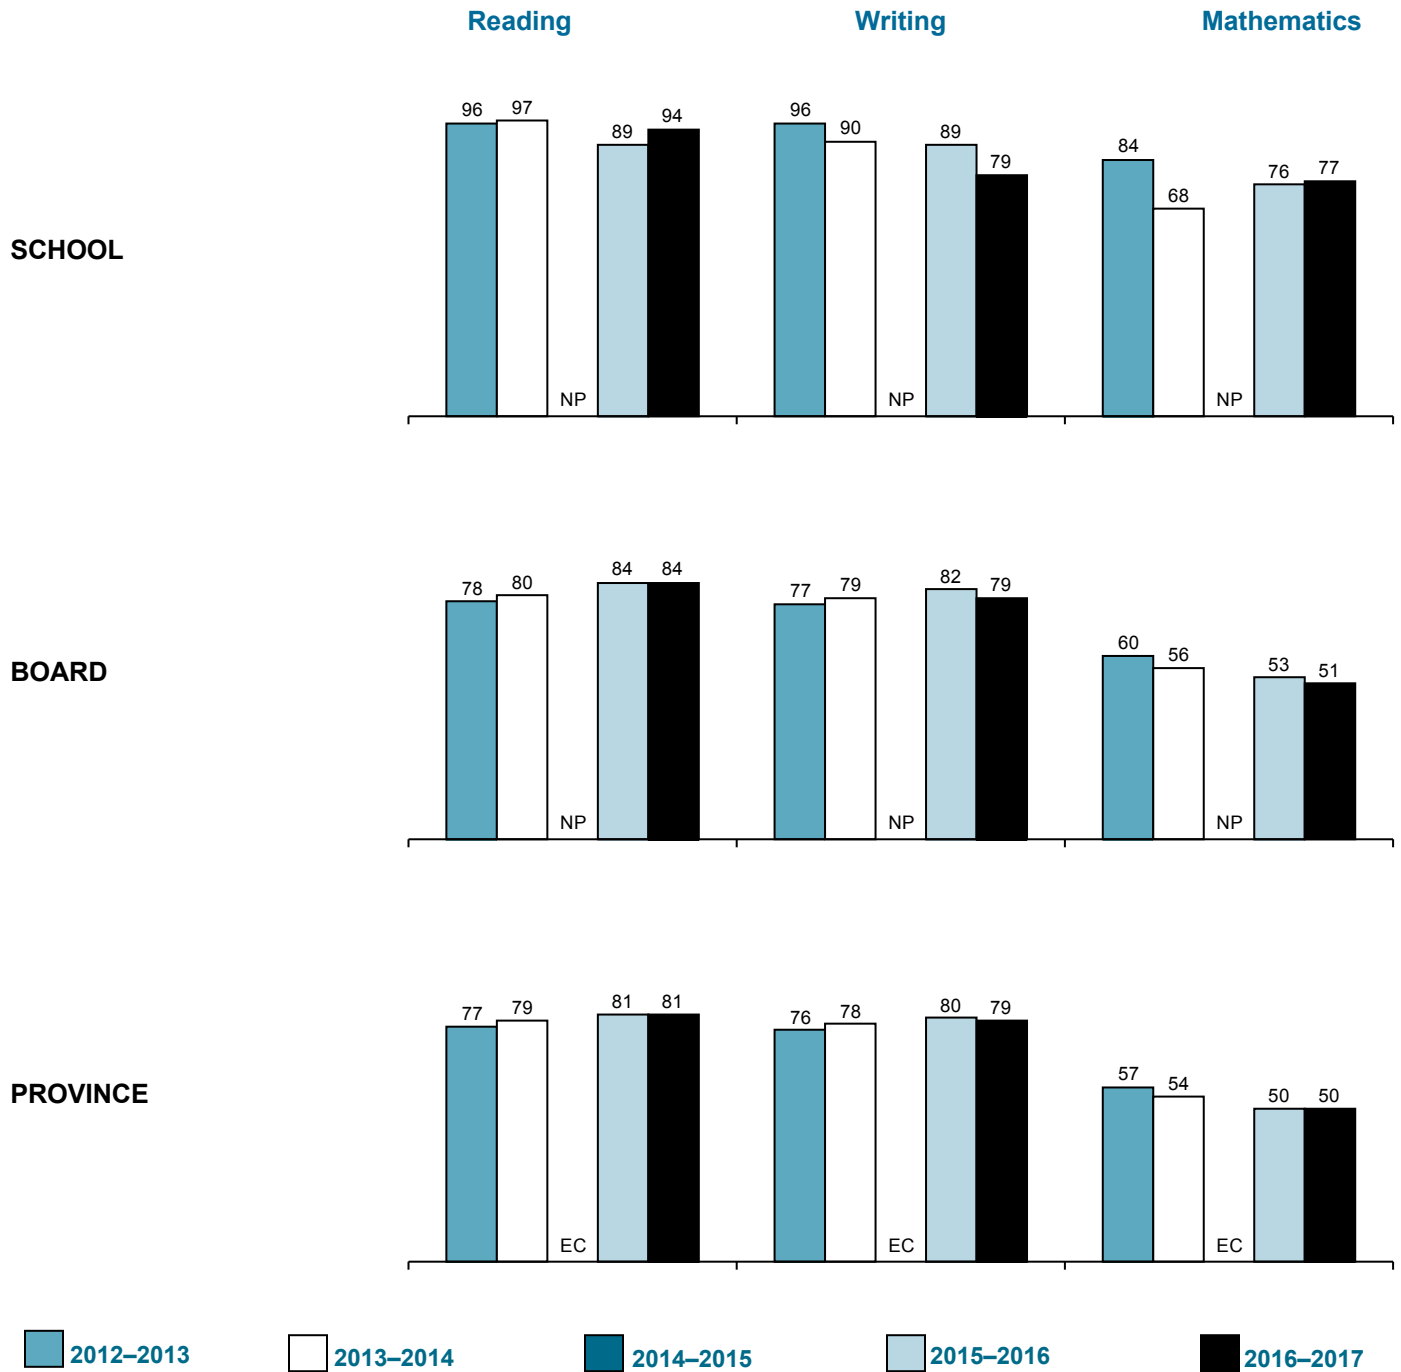 Reading Writing Mathematics
SCHOOL
96 97 NP 89 94
96 90 NP 89 79
84 68 NP 76 77
BOARD
78 80 NP 84 84
77 79 NP 82 79
60 56 NP 53 51
PROVINCE
77 79 EC 81 81
76 78 EC 80 79
57 54 EC 50 50
2012–2013 2013–2014 2014–2015 2015–2016 2016–2017